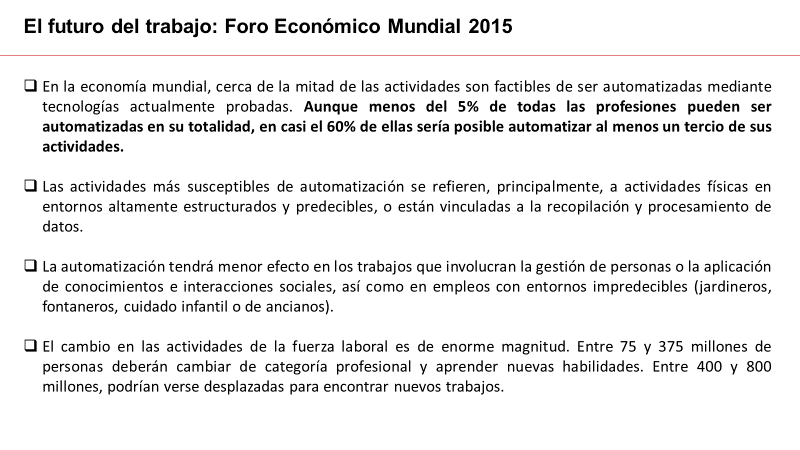 El futuro del trabajo: Foro Económico Mundial 2015
❑ En la economía mundial, cerca de la mitad de las actividades son factibles de ser automatizadas mediante
tecnologías actualmente probadas. Aunque menos del 5% de todas las profesiones pueden ser
automatizadas en su totalidad, en casi el 60% de ellas sería posible automatizar al menos un tercio de sus
actividades.
❑ Las actividades más susceptibles de automatización se refieren, principalmente, a actividades físicas en
entornos altamente estructurados y predecibles, o están vinculadas a la recopilación y procesamiento de
datos.
❑ La automatización tendrá menor efecto en los trabajos que involucran la gestión de personas o la aplicación
de conocimientos e interacciones sociales, así como en empleos con entornos impredecibles (jardineros,
fontaneros, cuidado infantil o de ancianos).
❑ El cambio en las actividades de la fuerza laboral es de enorme magnitud. Entre 75 y 375 millones de
personas deberán cambiar de categoría profesional y aprender nuevas habilidades. Entre 400 y 800
millones, podrían verse desplazadas para encontrar nuevos trabajos.